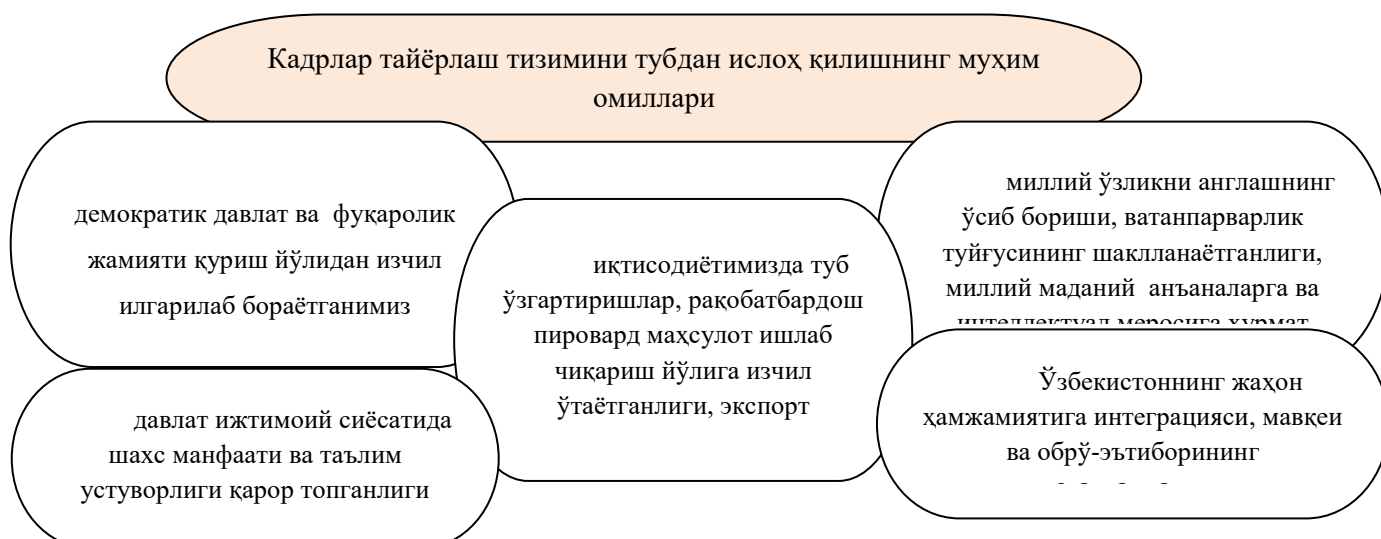 Кадрлар тайёрлаш тизимини тубдан ислоҳ қилишнинг муҳим
омиллари
демократик давлат ва фуқаролик
жамияти қуриш йўлидан изчил
илгарилаб бораётганимиз
давлат ижтимоий сиёсатида
шахс манфаати ва таълим
устуворлиги қарор топганлиги
иқтисодиётимизда туб
ўзгартиришлар, рақобатбардош
пировард маҳсулот ишлаб
чиқариш йўлига изчил
ўтаётганлиги, экспорт
миллий ўзликни англашнинг
ўсиб бориши, ватанпарварлик
туйғусининг шаклланаётганлиги,
миллий маданий анъаналарга ва
интеллектуал меросига ҳурмат
Ўзбекистоннинг жаҳон
ҳамжамиятига интеграцияси, мавқеи
ва обрў-эътиборининг